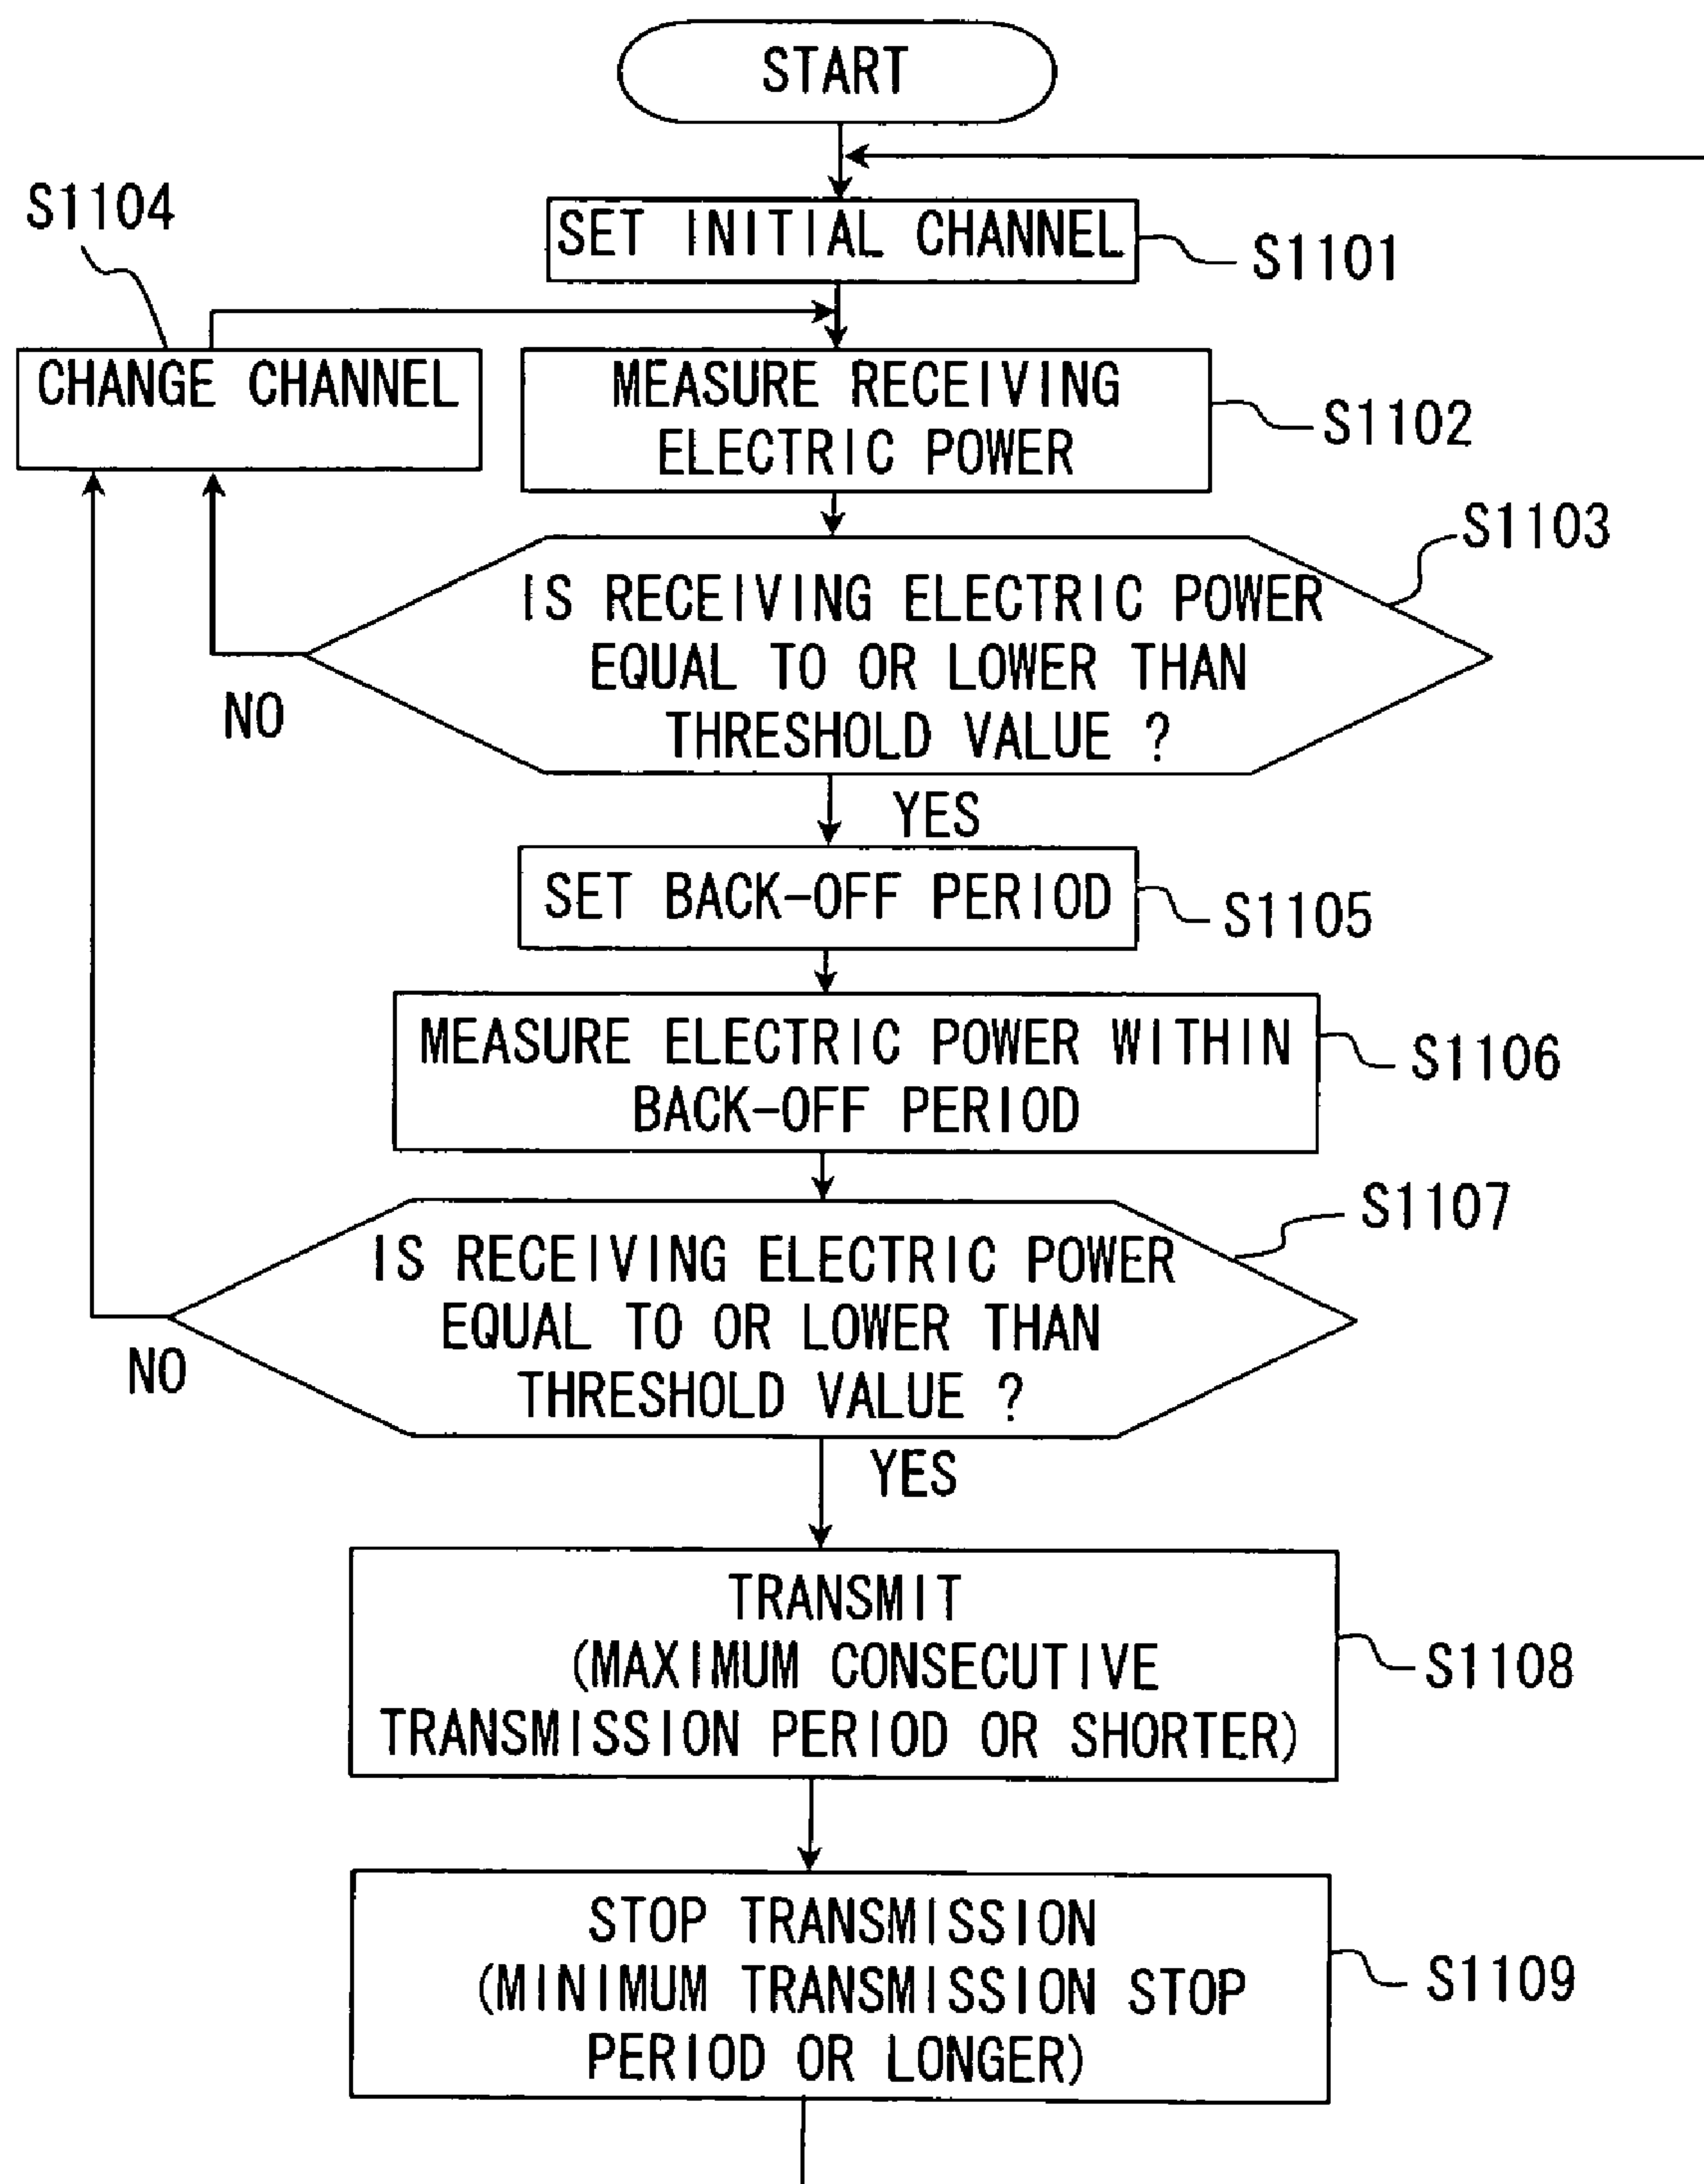 START
S1104
SET INITIAL CHANNEL
S1101
CHANGE CHANNEL
MEASURE RECEIVING
ELECTRIC POWER
S1102
S1103
IS RECEIVING ELECTRIC POWER
EQUAL TO OR LOWER THAN
THRESHOLD VALUE ?
NO
YES
SET BACK-OFF PERIOD
S1105
MEASURE ELECTRIC POWER WITHIN
BACK-OFF PERIOD
S1106
S1107
IS RECEIVING ELECTRIC POWER
EQUAL TO OR LOWER THAN
THRESHOLD VALUE ?
NO
YES
TRANSMIT
(MAXIMUM CONSECUTIVE
TRANSMISSION PERIOD OR SHORTER)
S1108
STOP TRANSMISSION
(MINIMUM TRANSMISSION STOP
PERIOD OR LONGER)
S1109